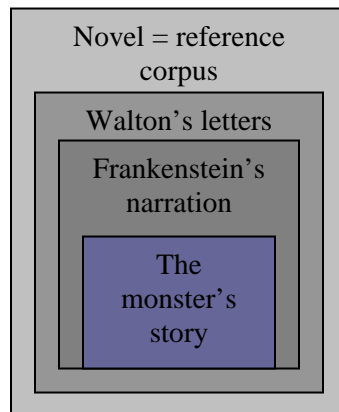 Novel = reference
corpus
Walton's letters
Frankenstein's
narration
The
monster's
story